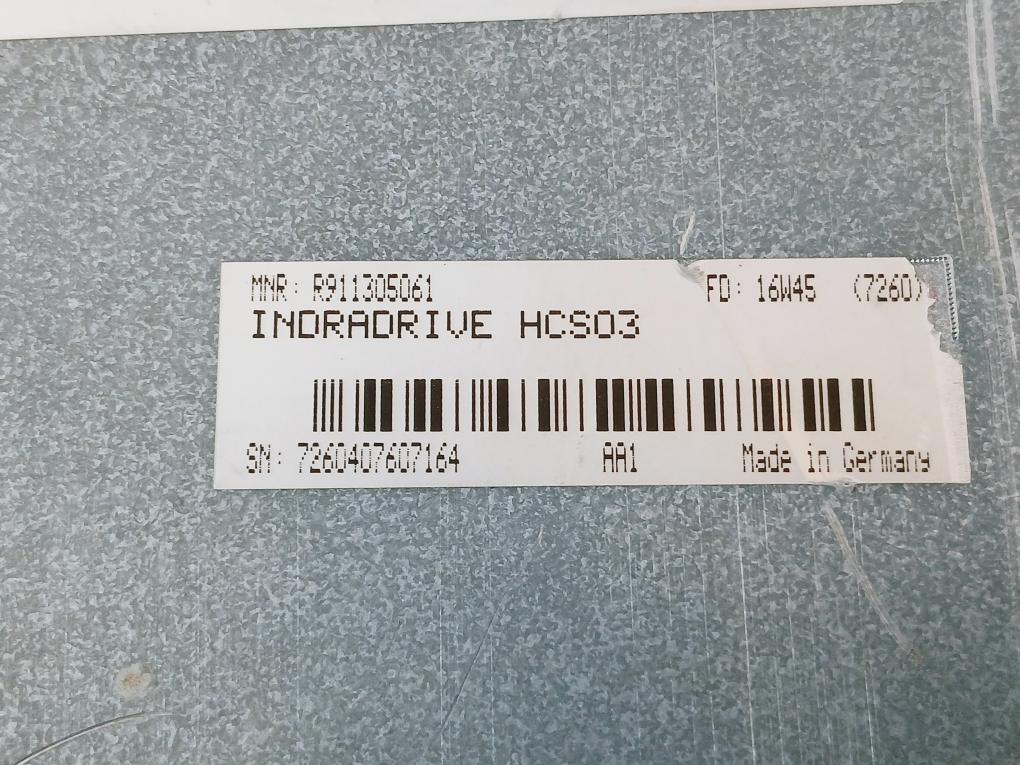 MNR: R911305061 FD: 16W45 (7260)
INDRADRIVE HCS03
SN: 7260407607164 AA1 Made in Germany